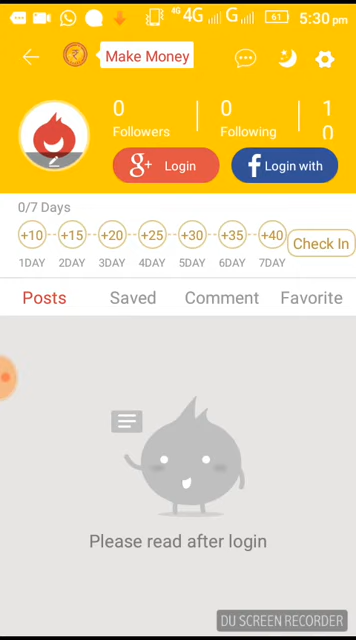 4G 4G G 61 5:30 pm
Make Money
0 0 1
Followers Following 0
2
g+ Login f Login with
0/7 Days
+10 +15 +20 +25 +30 +35 +40 Check In
1DAY 2DAY 3DAY 4DAY 5DAY 6DAY 7DAY
Posts Saved Comment Favorite
Please read after login
DU SCREEN RECORDER